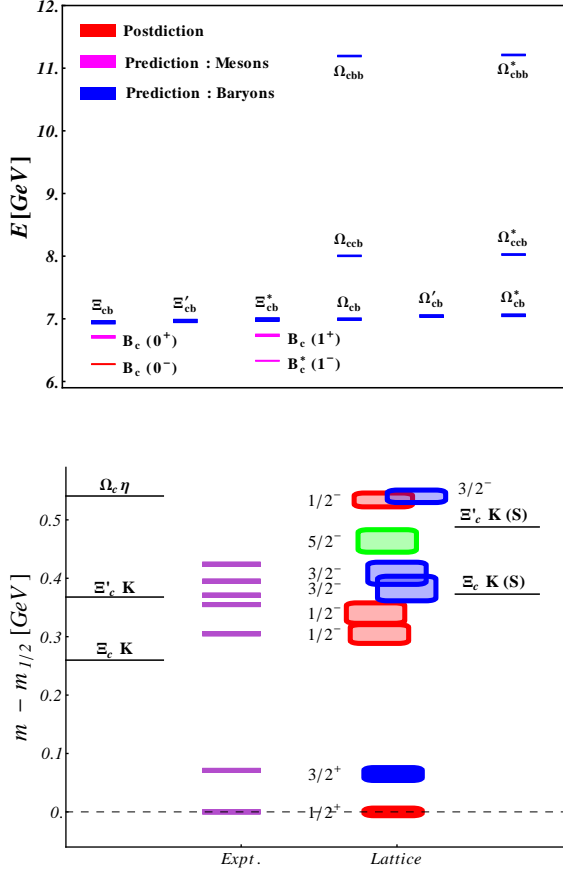 Postdiction
Prediction : Mesons
Prediction : Baryons
E [GeV]
12.
11.
10.
9.
8.
7.
6.
Ω_cbb
Ω*_cbb
Ω_ccb
Ω*_ccb
Ξ_cb
Ξ′_cb
Ξ*_cb
Ω_cb
Ω′_cb
Ω*_cb
B_c (0⁺)
B_c (1⁺)
B_c (0⁻)
B*_c (1⁻)
m − m_1/2 [GeV]
0.5
0.4
0.3
0.2
0.1
0.
Ω_c η
Ξ'_c K
Ξ_c K
1/2⁻
3/2⁻
Ξ'_c K (S)
5/2⁻
3/2⁻
3/2⁻
Ξ_c K (S)
1/2⁻
1/2⁻
3/2⁺
1/2⁺
Expt.
Lattice